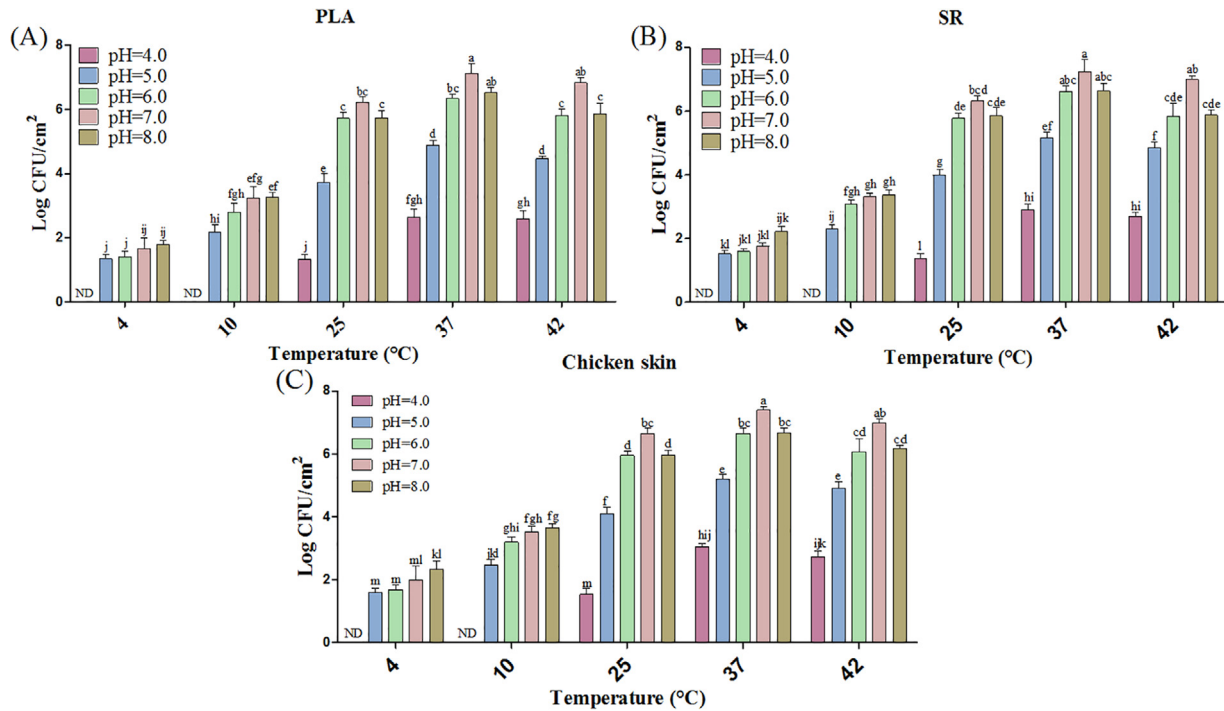 PLA
(A)
8
6
4
2
0
Log CFU/cm2
pH=4.0
pH=5.0
pH=6.0
pH=7.0
pH=8.0
ND
j
j
ij
ij
ND
hi
fgh
efg
ef
j
e
c
bc
c
fgh
d
bc
a
ab
gh
d
c
ab
c
4
10
25
37
42
Temperature (°C)
SR
(B)
8
6
4
2
0
Log CFU/cm2
pH=4.0
pH=5.0
pH=6.0
pH=7.0
pH=8.0
ND
kl
jkl
jkl
ijk
ND
ij
fgh
gh
gh
l
g
de
bcd
cde
hi
ef
abc
a
abc
hi
f
cde
ab
cde
4
10
25
37
42
Temperature (°C)
Chicken skin
(C)
8
6
4
2
0
Log CFU/cm2
pH=4.0
pH=5.0
pH=6.0
pH=7.0
pH=8.0
ND
m
m
ml
kl
ND
jkl
ghi
fgh
fg
m
f
d
bc
d
hij
e
bc
a
bc
ijk
e
cd
ab
cd
4
10
25
37
42
Temperature (°C)